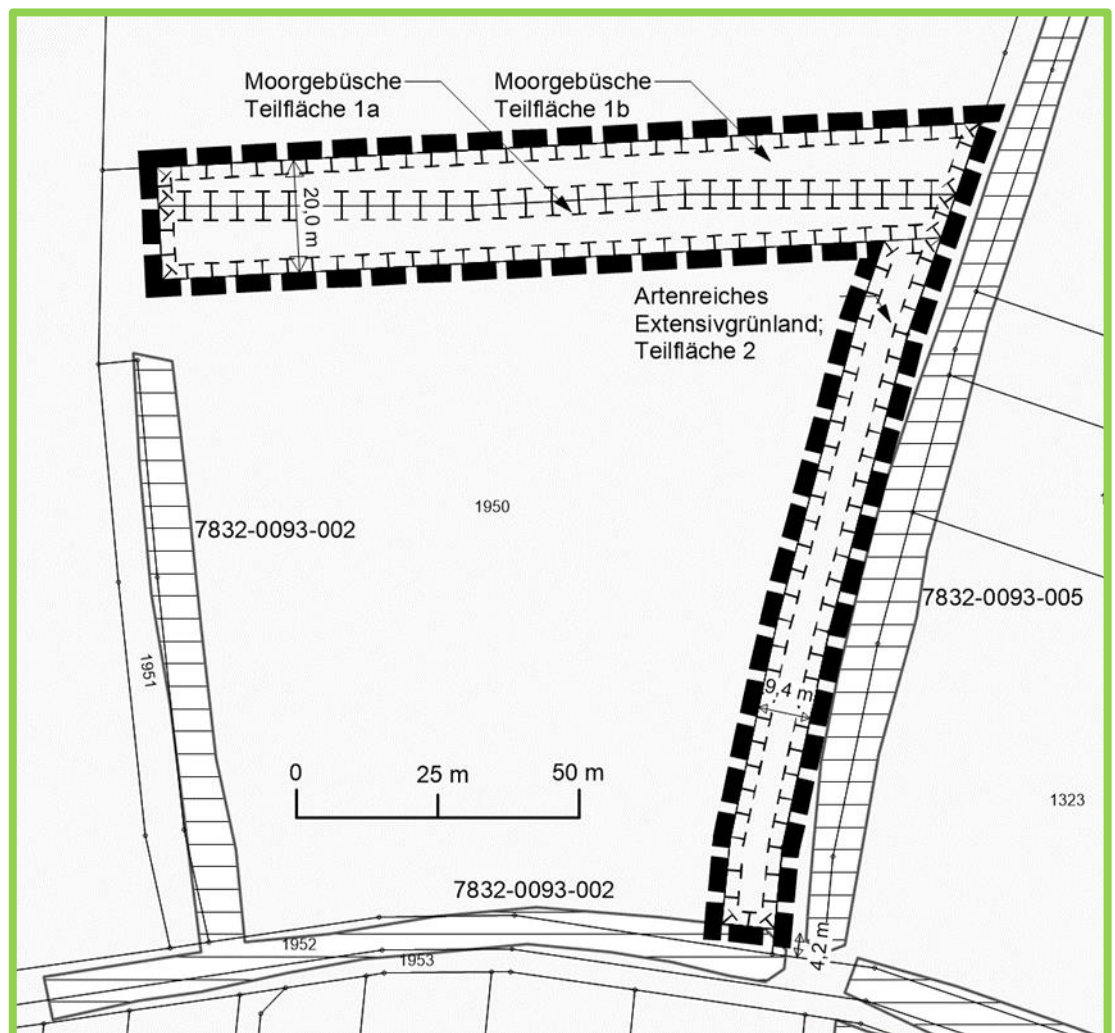 Moorgebüsche
Teilfläche 1a
Moorgebüsche
Teilfläche 1b
20,0 m
Artenreiches
Extensivgrünland;
Teilfläche 2
1950
7832-0093-002
7832-0093-005
1951
9,4 m
0 25 m 50 m
1323
7832-0093-002
4,2 m
1952
1953